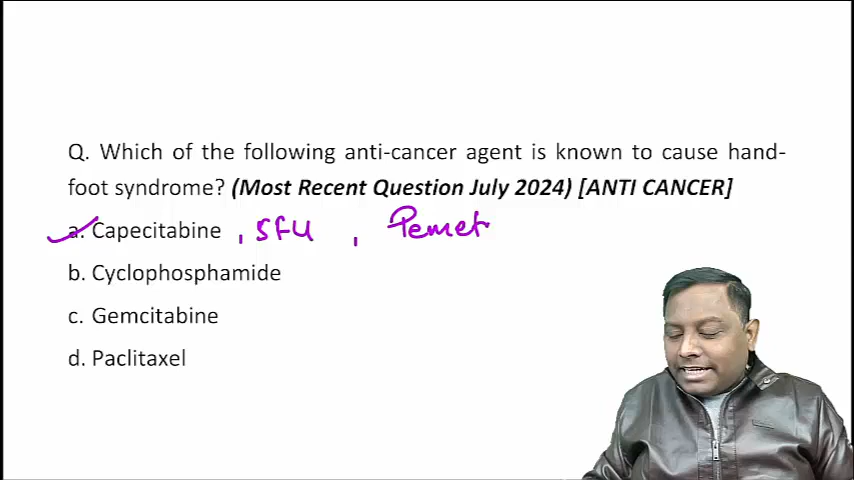 Q. Which of the following anti-cancer agent is known to cause hand-
foot syndrome? (Most Recent Question July 2024) [ANTI CANCER]
a. Capecitabine , 5FU , Pemet
b. Cyclophosphamide
c. Gemcitabine
d. Paclitaxel